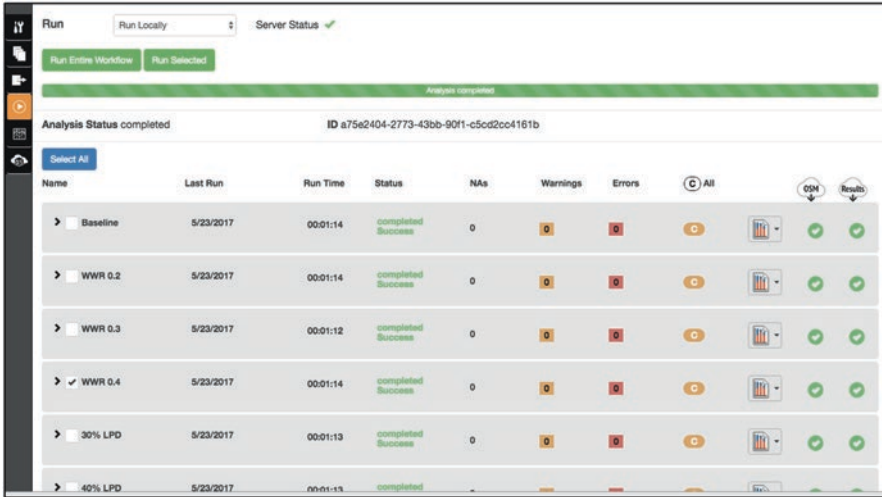 Run Run Locally Server Status
Run Entire Workflow Run Selected
Analysis completed
Analysis Status completed ID a75e2404-2773-43bb-90f1-c5cd2cc4161b
Select All
Name Last Run Run Time Status NAs Warnings Errors C All OSM Results
Baseline 5/23/2017 00:01:14 completed Success 0 0 0 C
WWR 0.2 5/23/2017 00:01:14 completed Success 0 0 0 C
WWR 0.3 5/23/2017 00:01:12 completed Success 0 0 0 C
WWR 0.4 5/23/2017 00:01:14 completed Success 0 0 0 C
30% LPD 5/23/2017 00:01:13 completed Success 0 0 0 C
40% LPD 5/23/2017 00:01:13 completed